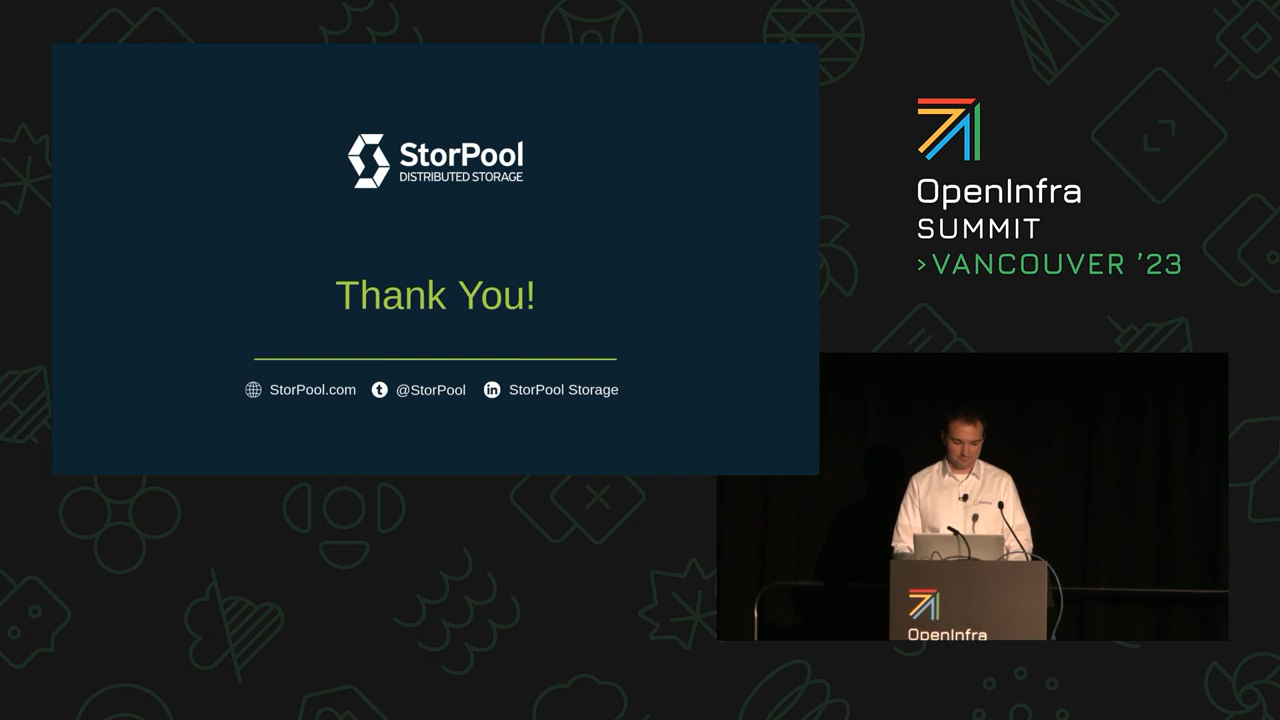 StorPool
DISTRIBUTED STORAGE
Thank You!
StorPool.com @StorPool StorPool Storage
OpenInfra
SUMMIT
>VANCOUVER ’23
OpenInfra